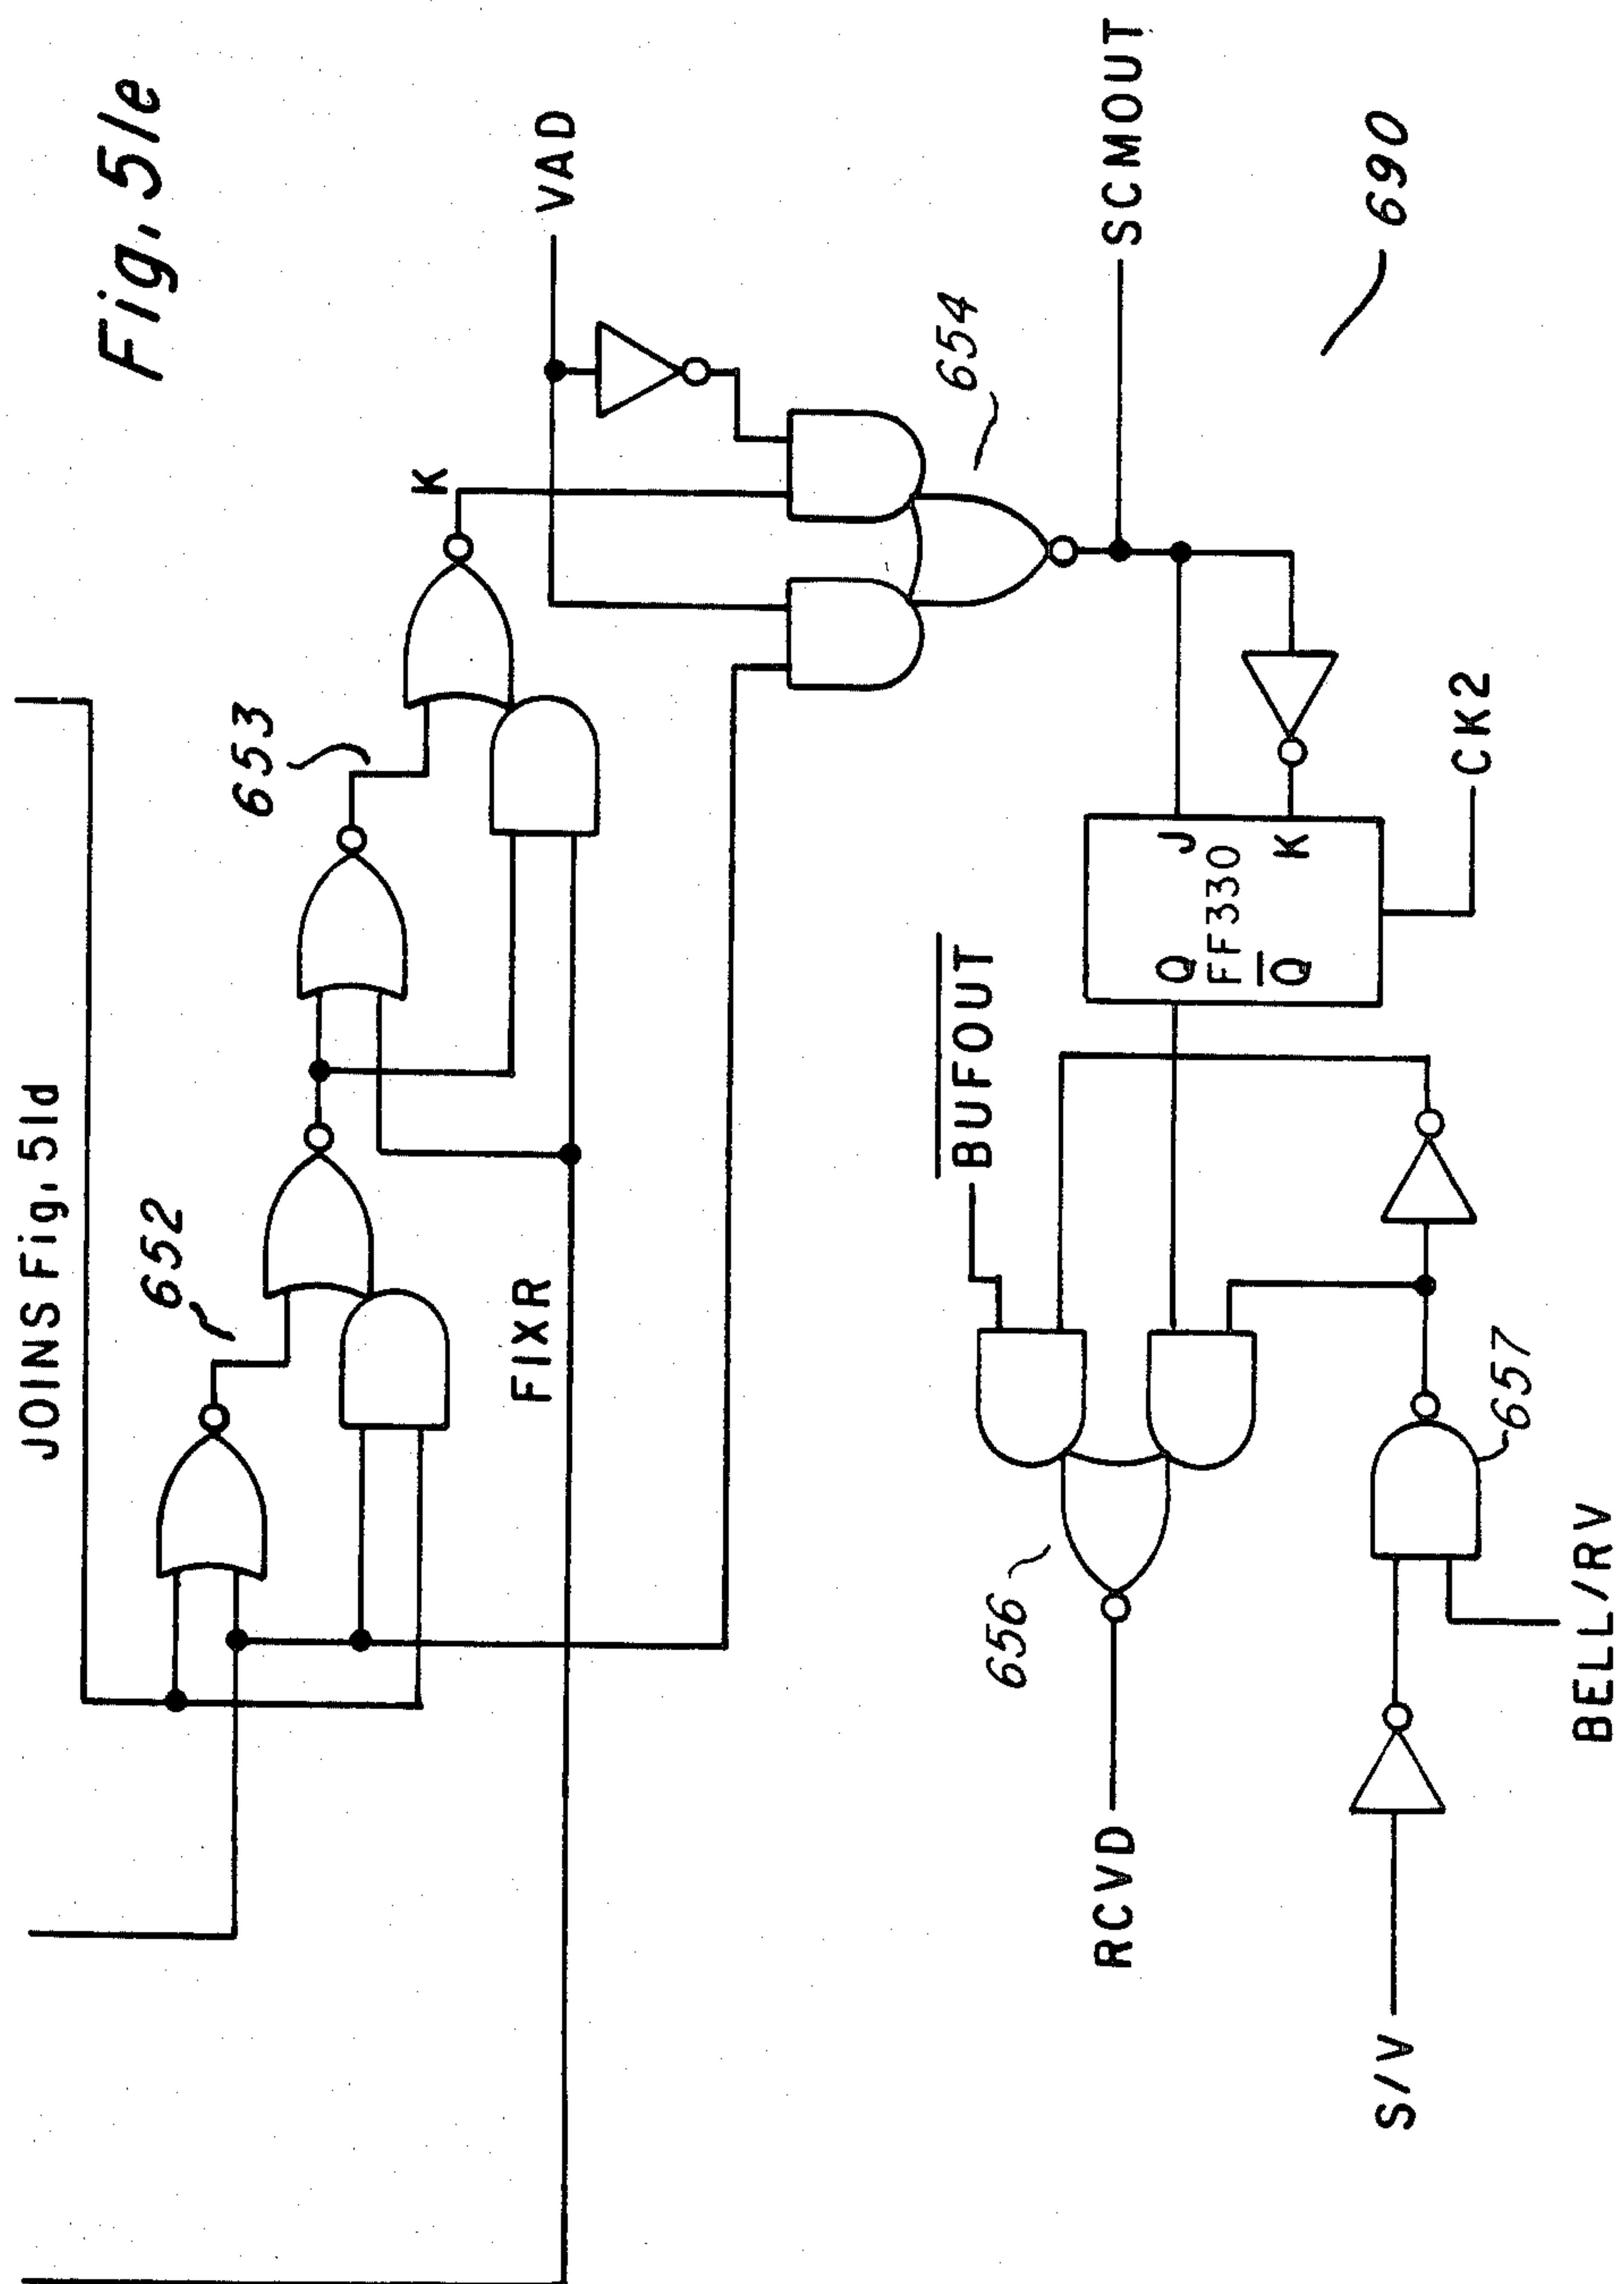 Fig. 51e
JOINS Fig. 51d
652
653
K
VAD
FIXR
654
SCMOUT
690
BUFOUT
J
Q
FF330
K
Q
CK2
656
RCVD
657
S/V
BELL/RV